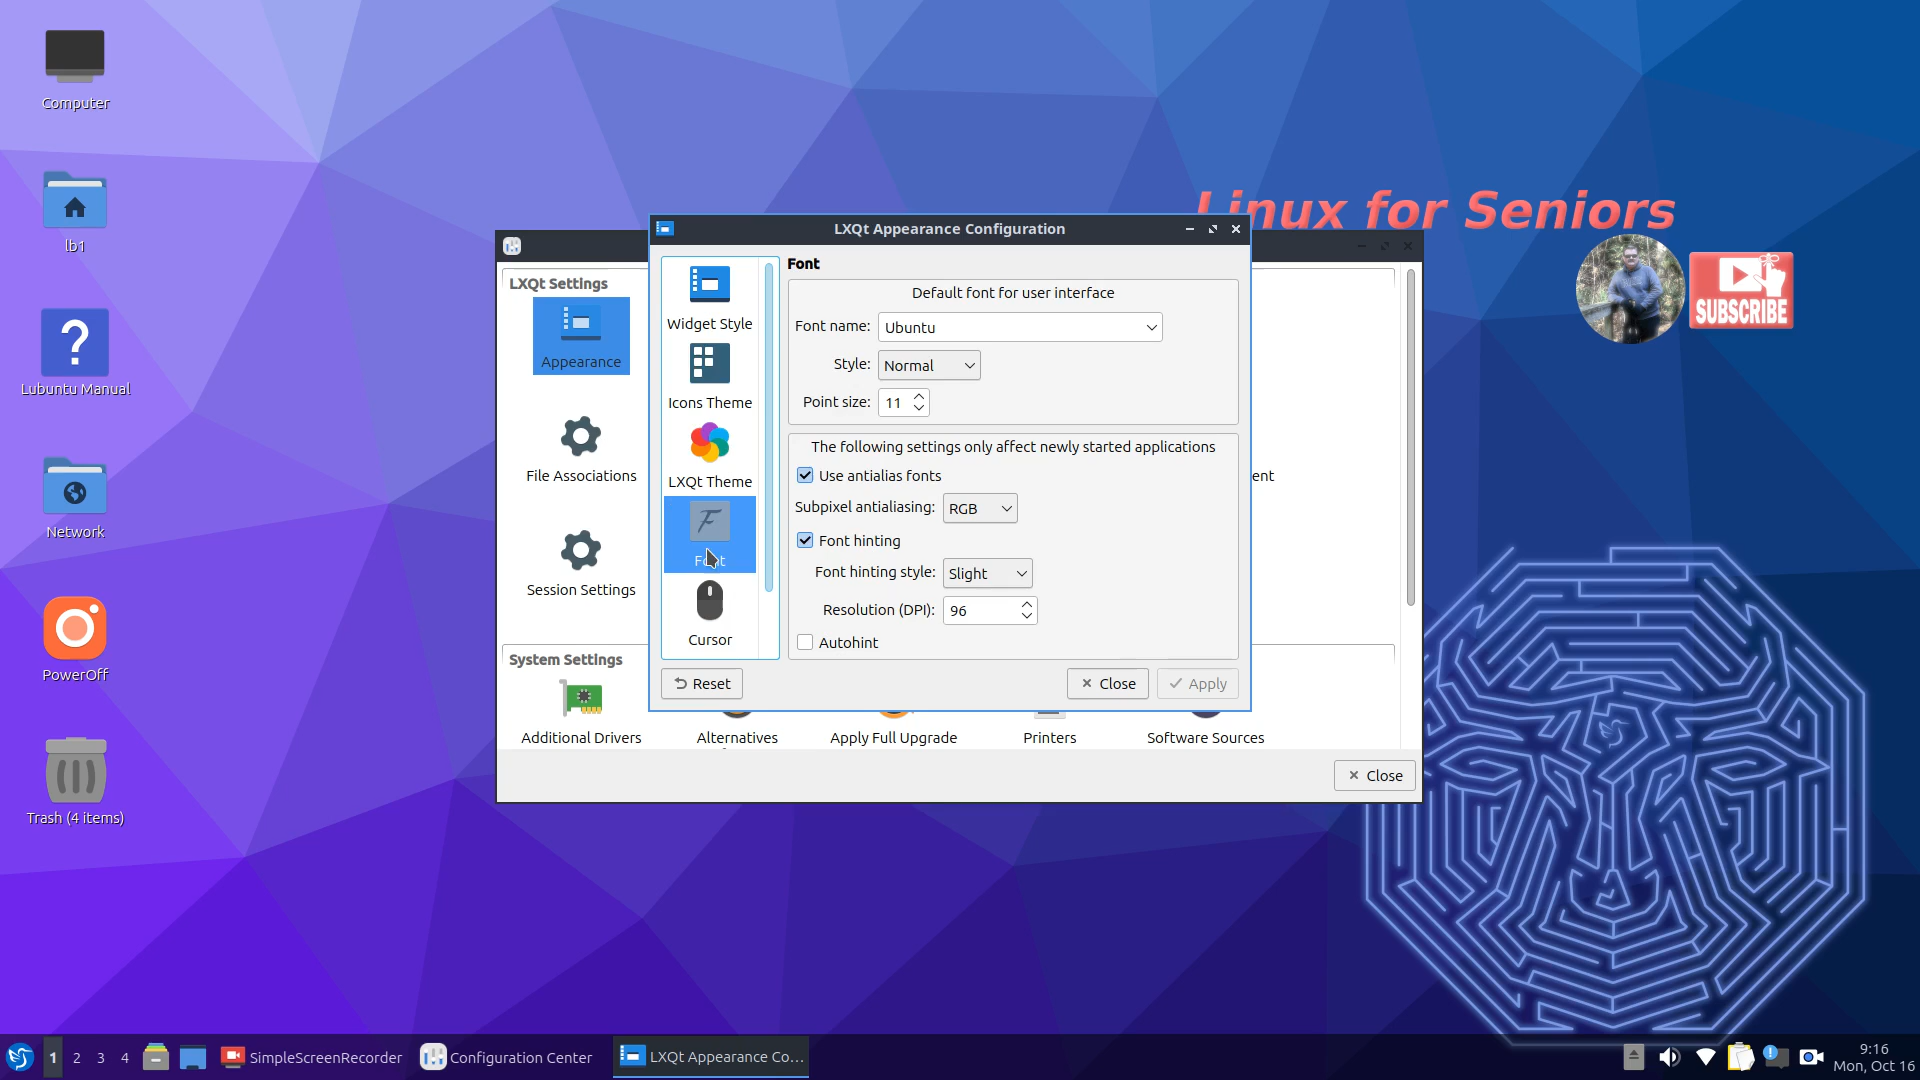 Computer
lb1
Lubuntu Manual
Network
PowerOff
Trash (4 items)
Linux for Seniors
SUBSCRIBE
LXQt Appearance Configuration
Widget Style
Icons Theme
LXQt Theme
Font
Cursor
Font
Default font for user interface
Font name: Ubuntu
Style: Normal
Point size: 11
The following settings only affect newly started applications
Use antialias fonts
Subpixel antialiasing: RGB
Font hinting
Font hinting style: Slight
Resolution (DPI): 96
Autohint
Reset
Close
Apply
LXQt Settings
Appearance
File Associations
ent
Session Settings
System Settings
Additional Drivers
Alternatives
Apply Full Upgrade
Printers
Software Sources
Close
1 2 3 4
SimpleScreenRecorder
Configuration Center
LXQt Appearance Co...
9:16
Mon, Oct 16